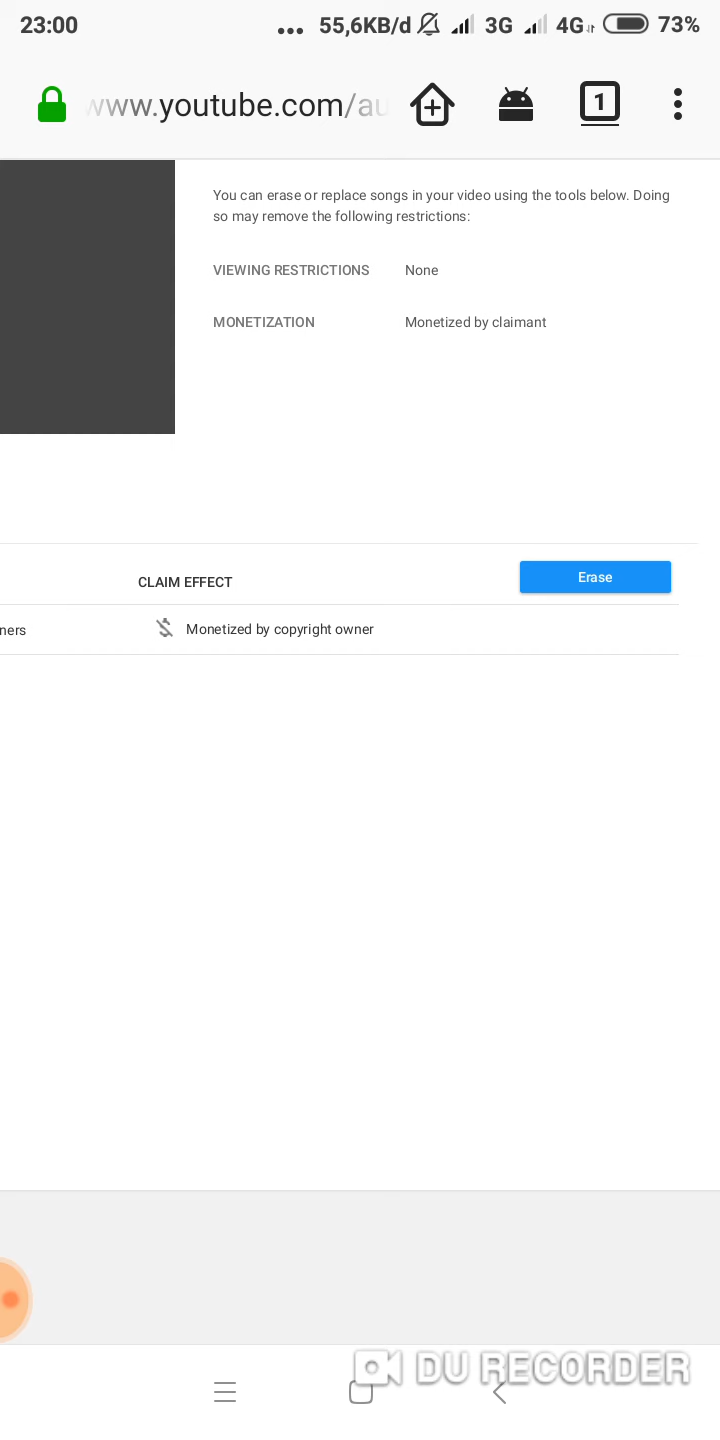 23:00 ... 55,6KB/d 3G 4G 73%
www.youtube.com/au 1
You can erase or replace songs in your video using the tools below. Doing
so may remove the following restrictions:
VIEWING RESTRICTIONS None
MONETIZATION Monetized by claimant
CLAIM EFFECT Erase
ners Monetized by copyright owner
DU RECORDER